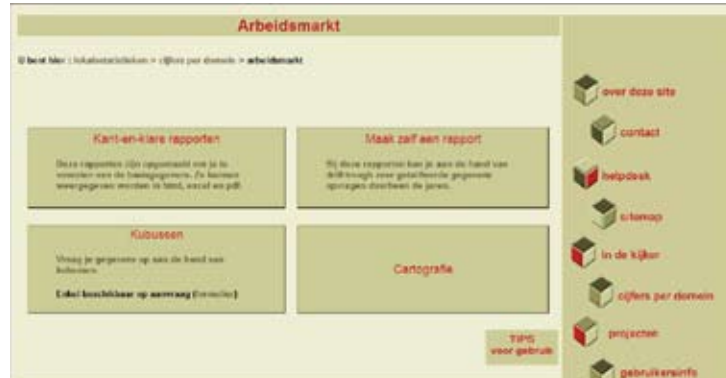 Arbeidsmarkt
U bent hier : lokalestatistieken > cijfers per domein > arbeidsmarkt
Kant-en-klare rapporten
Deze rapporten zijn opgemaakt om je te
voorzien van de basisgegevens. Ze kunnen
weergegeven worden in html, excel en pdf.
Maak zelf een rapport
Bij deze rapporten kan je aan de hand van
drillthrough meer gedetailleerde gegevens
opvragen doorheen de jaren.
Kubussen
Vraag je gegevens op aan de hand van
kubussen.
Enkel beschikbaar op aanvraag (formulier)
Cartografie
TIPS
voor gebruik
over deze site
contact
helpdesk
sitemap
in de kijker
cijfers per domein
projecten
gebruikersinfo